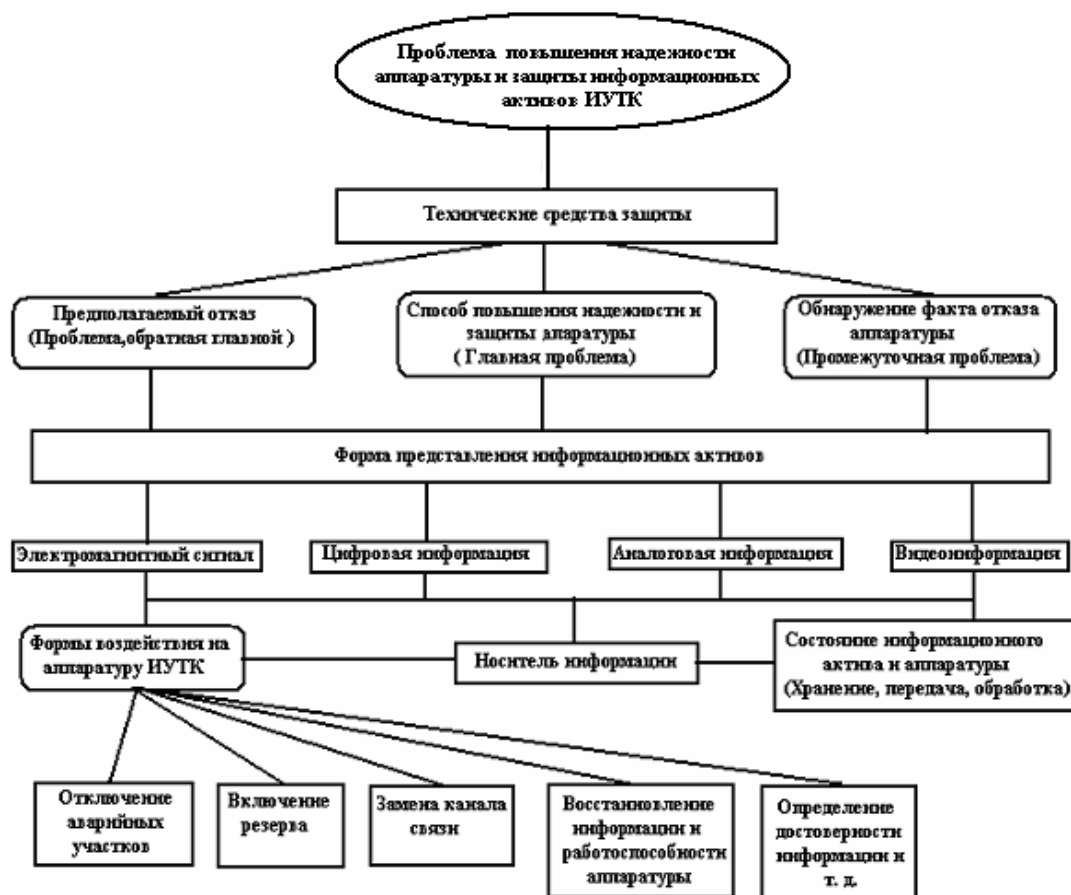 Проблема повышения надежности
аппаратуры и защиты информационных
активов ИУТК
Технические средства защиты
Предполагаемый отказ
(Проблема,обратная главной )
Способ повышения надежности и
защиты апаратуры
( Главная проблема)
Обнаружение факта отказа
аппаратуры
(Промежуточная проблема)
Форма представления информационных активов
Электромагнитный сигнал
Цифровая информация
Аналоговая информация
Видеоинформация
Формы воздействия на
аппаратуру ИУТК
Носитель информации
Состояние информационного
актива и аппаратуры
(Хранение, передача, обработка)
Отключение
аварийных
участков
Включение
резерва
Замена канала
связи
Восстановление
информации и
работоспособности
аппаратуры
Определение
достоверности
информации и
т. д.